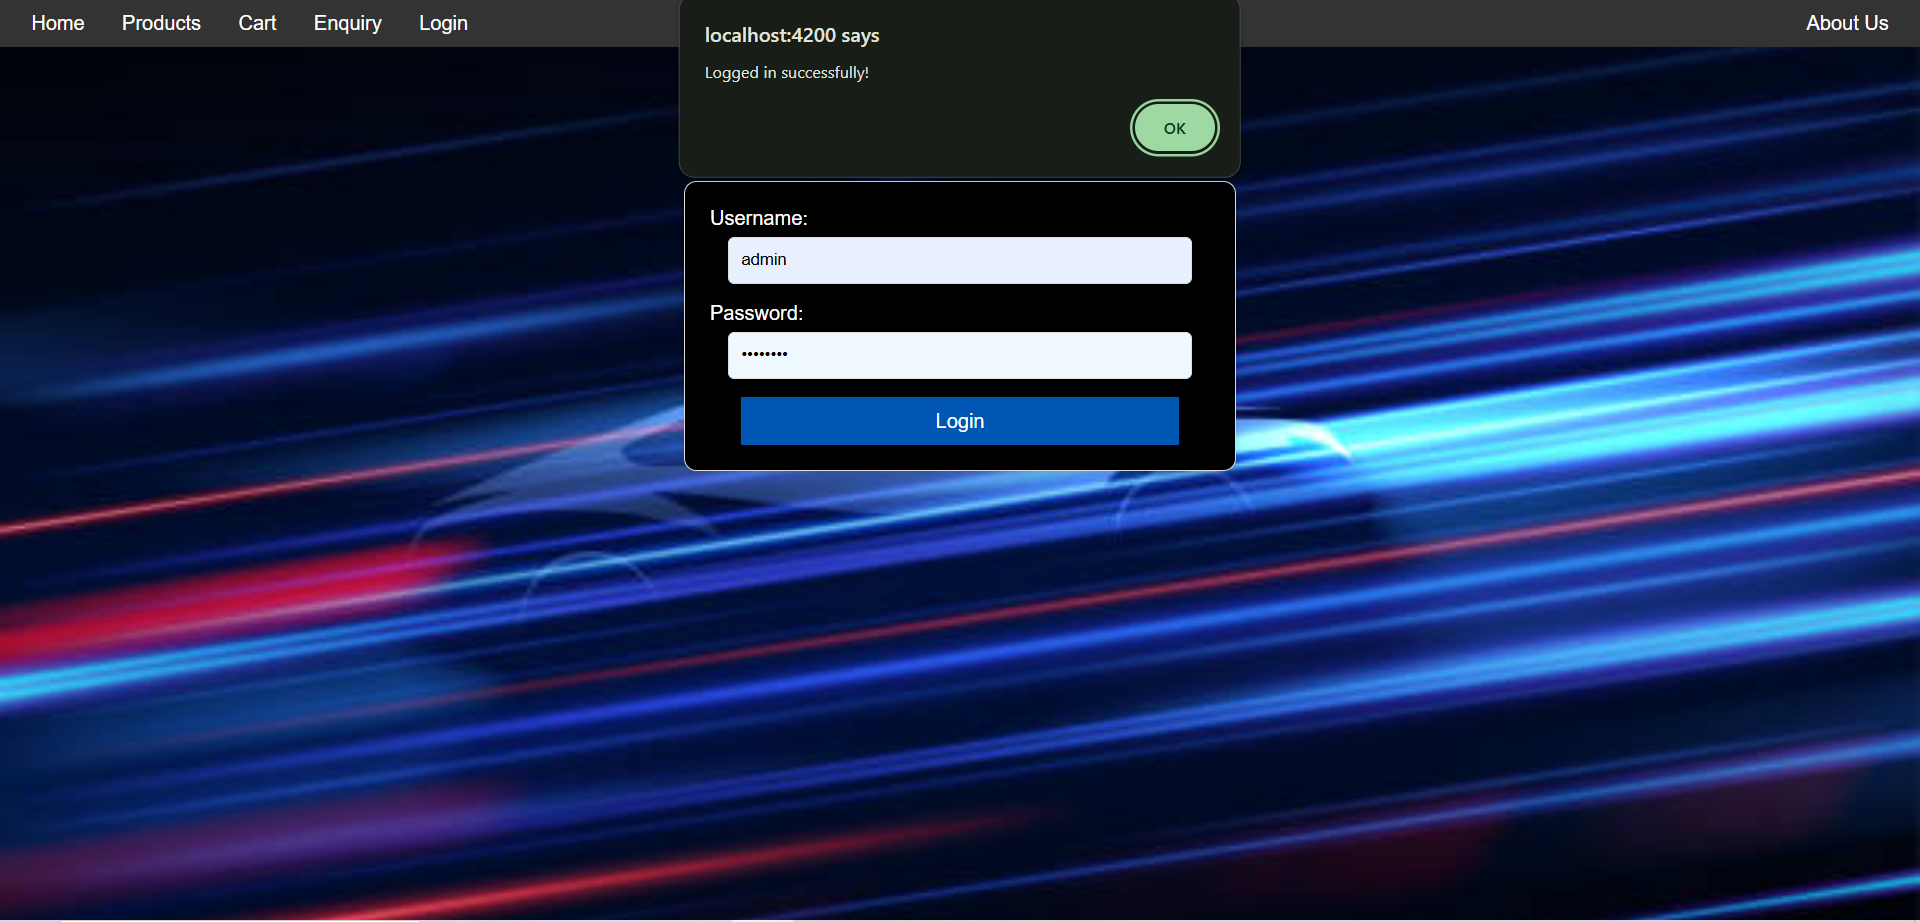 Home Products Cart Enquiry Login About Us
localhost:4200 says
Logged in successfully!
OK
Username:
admin
Password:
••••••••
Login